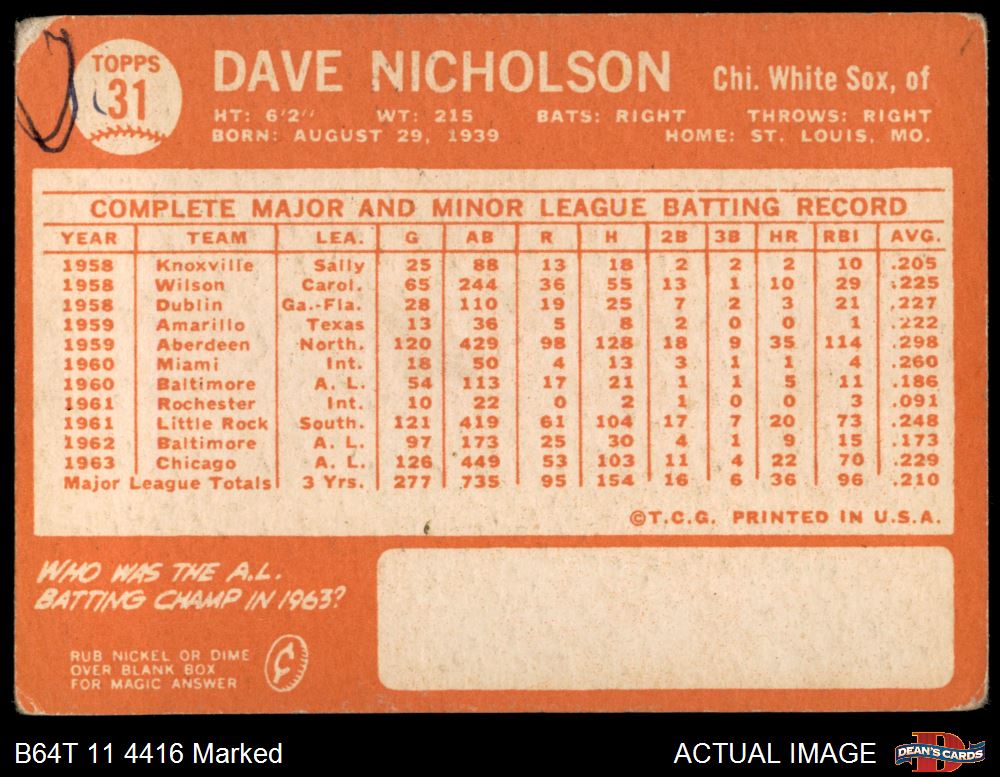 TOPPS
31
DAVE NICHOLSON Chi. White Sox, of
HT: 6'2" WT: 215 BATS: RIGHT THROWS: RIGHT
BORN: AUGUST 29, 1939 HOME: ST. LOUIS, MO.
COMPLETE MAJOR AND MINOR LEAGUE BATTING RECORD
YEAR TEAM LEA. G AB R H 2B 3B HR RBI AVG.
1958 Knoxville Sally 25 88 13 18 2 2 2 10 .205
1958 Wilson Carol. 65 244 36 55 13 1 10 29 .225
1958 Dublin Ga.-Fla. 28 110 19 25 7 2 3 21 .227
1959 Amarillo Texas 13 36 5 8 2 0 0 1 .222
1959 Aberdeen North. 120 429 98 128 18 9 35 114 .298
1960 Miami Int. 18 50 4 13 3 1 1 4 .260
1960 Baltimore A. L. 54 113 17 21 1 1 5 11 .186
1961 Rochester Int. 10 22 0 2 1 0 0 3 .091
1961 Little Rock South. 121 419 61 104 17 7 20 73 .248
1962 Baltimore A. L. 97 173 25 30 4 1 9 15 .173
1963 Chicago A. L. 126 449 53 103 11 4 22 70 .229
Major League Totals 3 Yrs. 277 735 95 154 16 6 36 96 .210
©T.C.G. PRINTED IN U.S.A.
WHO WAS THE A.L.
BATTING CHAMP IN 1963?
RUB NICKEL OR DIME
OVER BLANK BOX
FOR MAGIC ANSWER
¢
B64T 11 4416 Marked ACTUAL IMAGE
DEAN'S CARDS